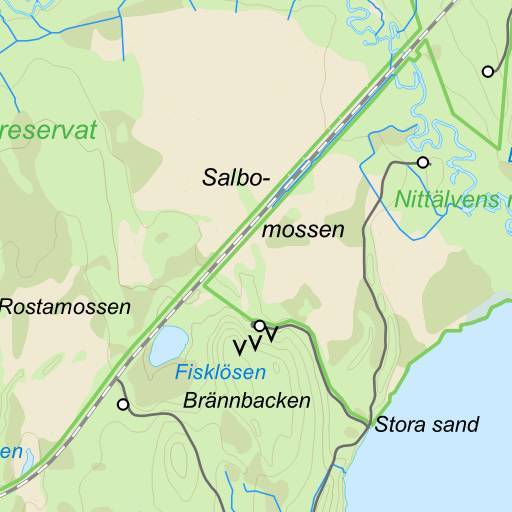 reservat
Salbo-
Nittälvens
mossen
Rostamossen
Fisklösen
Brännbacken
Stora sand
en